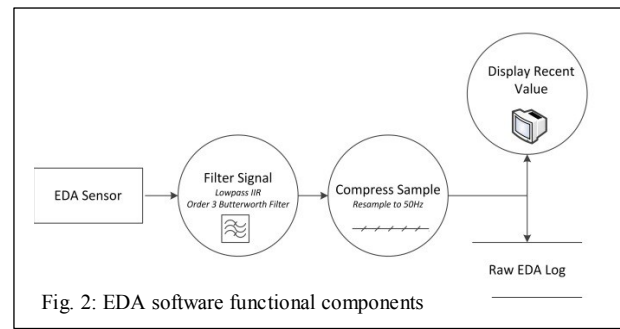 Display Recent
Value
EDA Sensor
Filter Signal
Lowpass IIR
Order 3 Butterworth Filter
Compress Sample
Resample to 50Hz
Raw EDA Log
Fig. 2: EDA software functional components